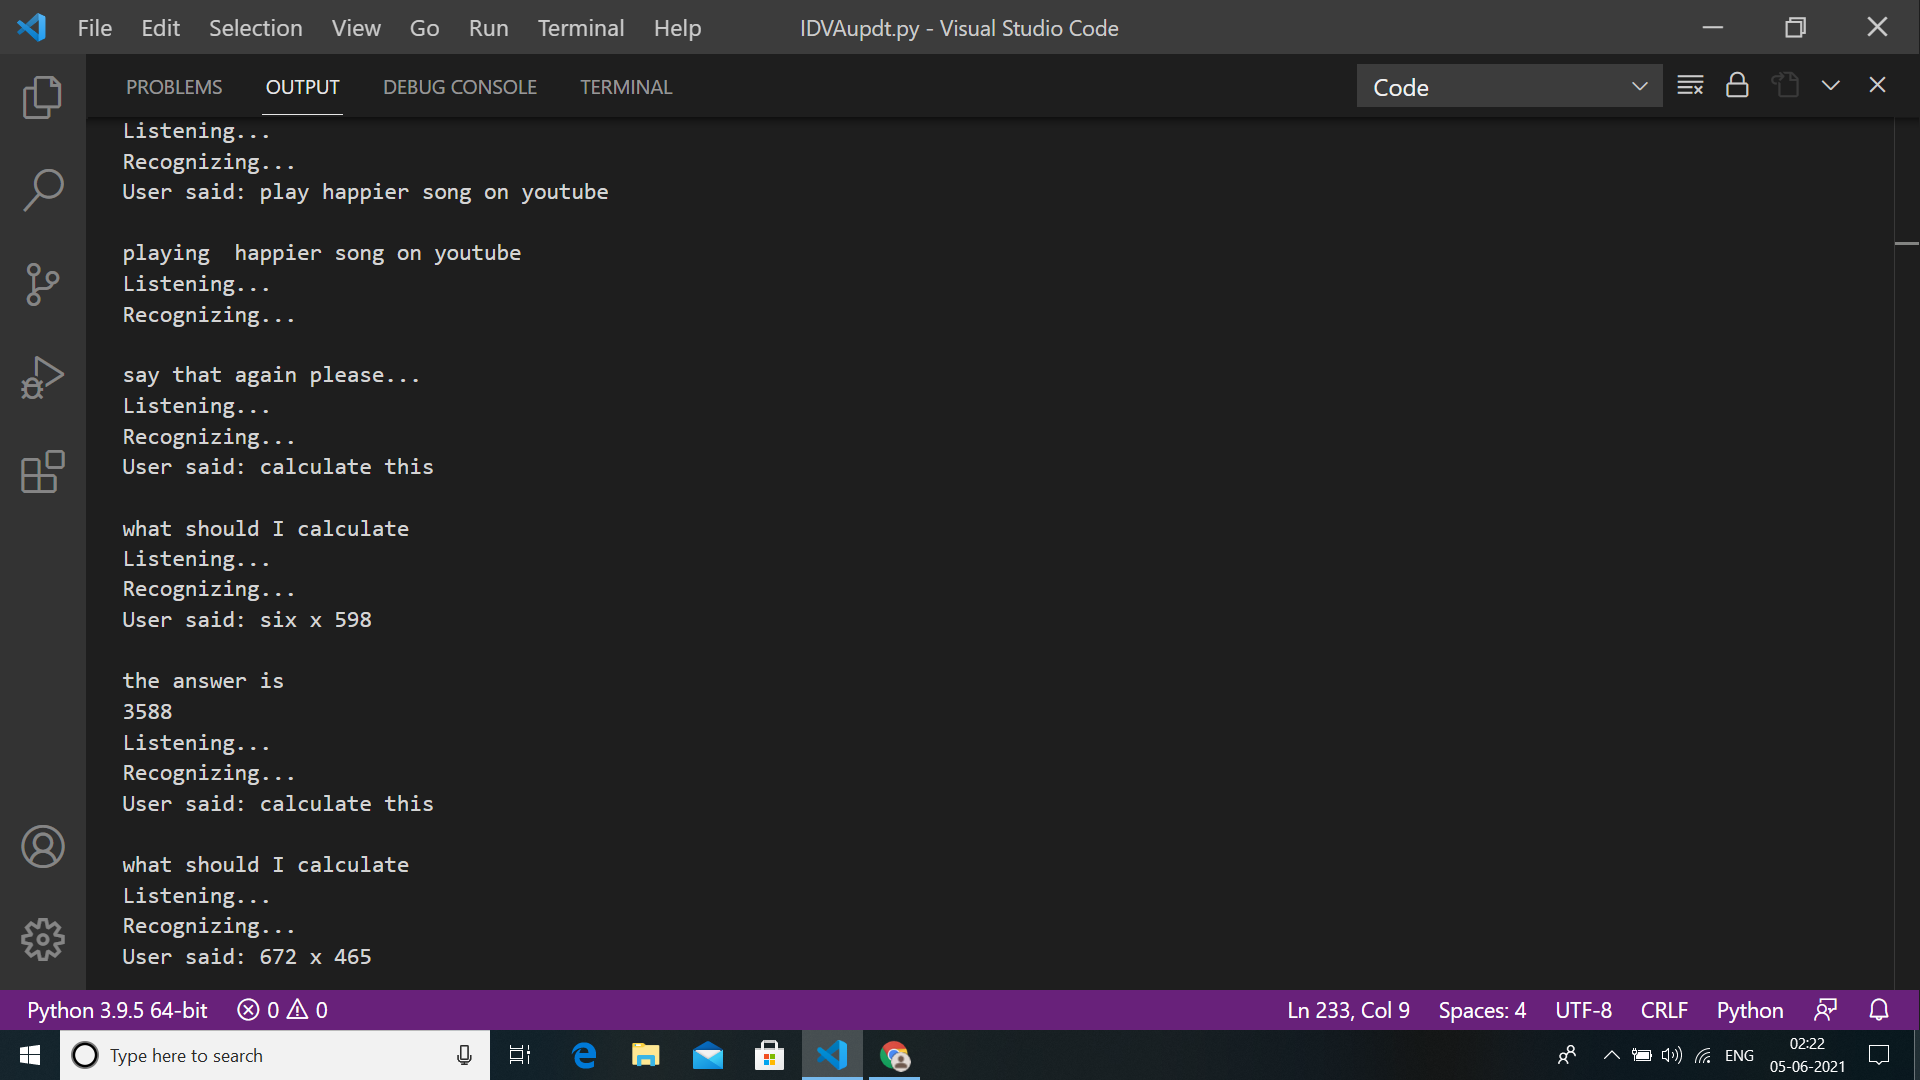 File Edit Selection View Go Run Terminal Help IDVAupdt.py - Visual Studio Code
PROBLEMS OUTPUT DEBUG CONSOLE TERMINAL Code
Listening...
Recognizing...
User said: play happier song on youtube
playing  happier song on youtube
Listening...
Recognizing...
say that again please...
Listening...
Recognizing...
User said: calculate this
what should I calculate
Listening...
Recognizing...
User said: six x 598
the answer is
3588
Listening...
Recognizing...
User said: calculate this
what should I calculate
Listening...
Recognizing...
User said: 672 x 465
Python 3.9.5 64-bit 0 0 Ln 233, Col 9 Spaces: 4 UTF-8 CRLF Python
Type here to search ENG 02:22
05-06-2021